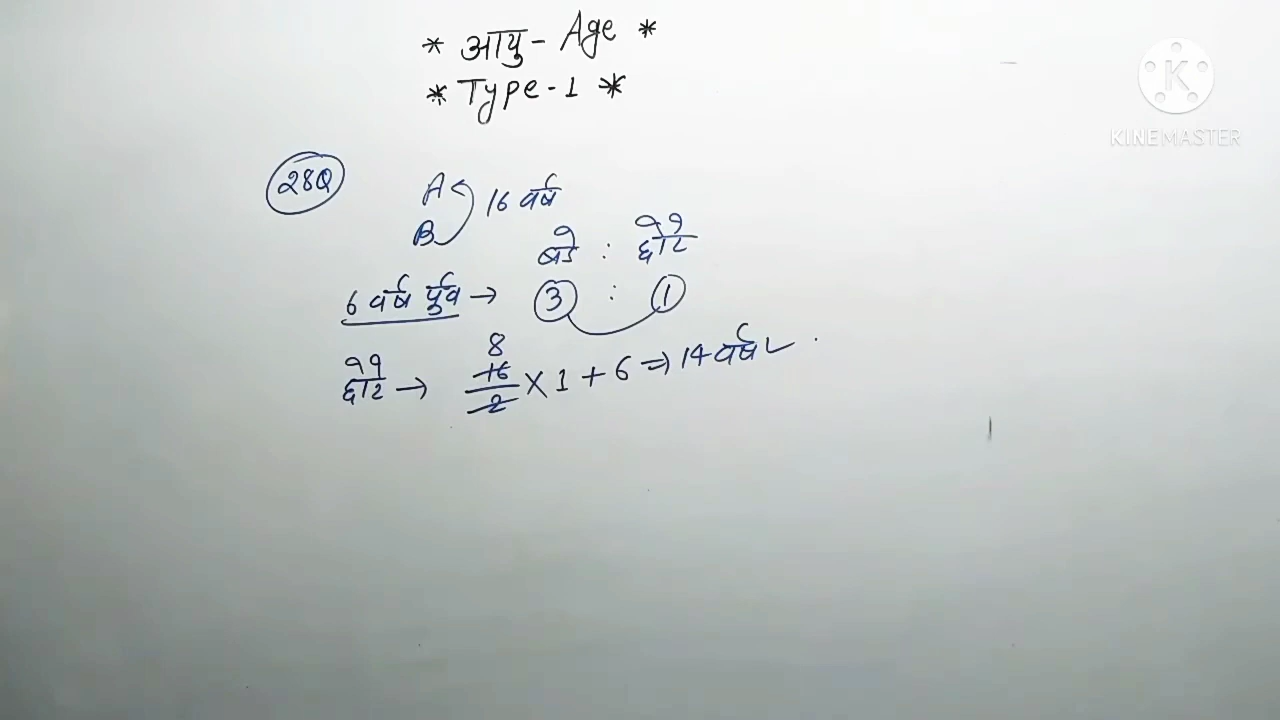 * आयु - Age *
* Type - 1 *
28Q
A
B
16 वर्ष
बडे : छोटे
6 वर्ष पुर्व → 3 : 1
8
छोटे → 16/2 × 1 + 6 ⇒ 14 वर्ष ✓
KINEMASTER